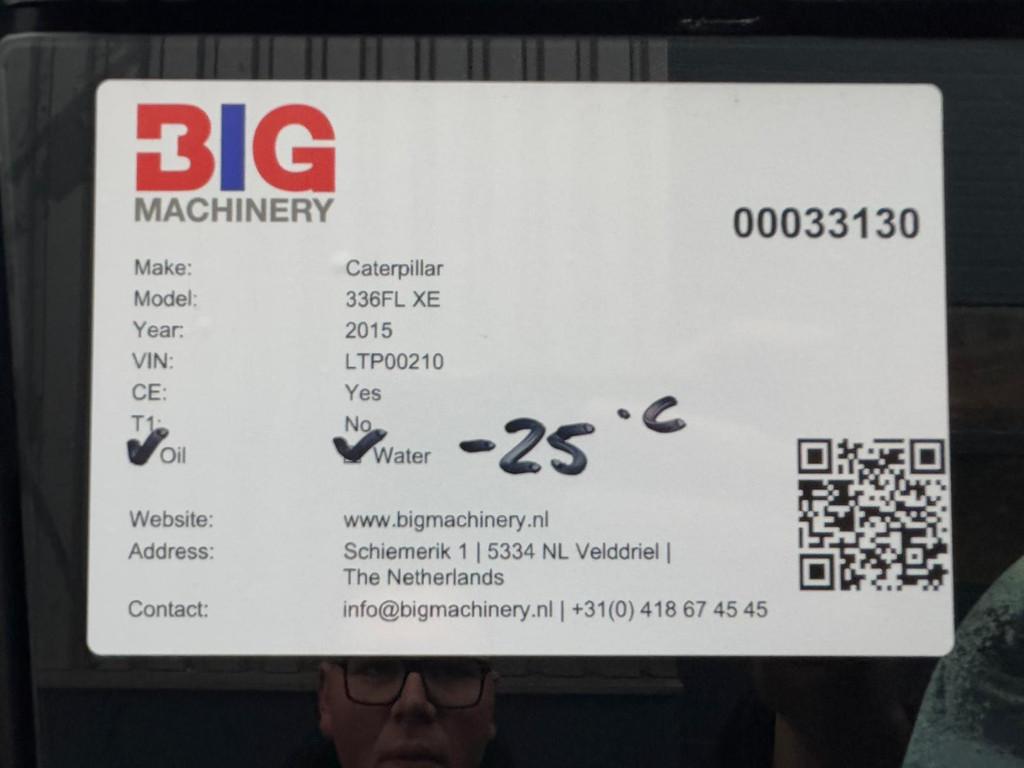 BIG
MACHINERY
00033130
Make: Caterpillar
Model: 336FL XE
Year: 2015
VIN: LTP00210
CE: Yes
T1: No
Oil Water -25 °C
Website: www.bigmachinery.nl
Address: Schiemerik 1 | 5334 NL Velddriel |
The Netherlands
Contact: info@bigmachinery.nl | +31(0) 418 67 45 45